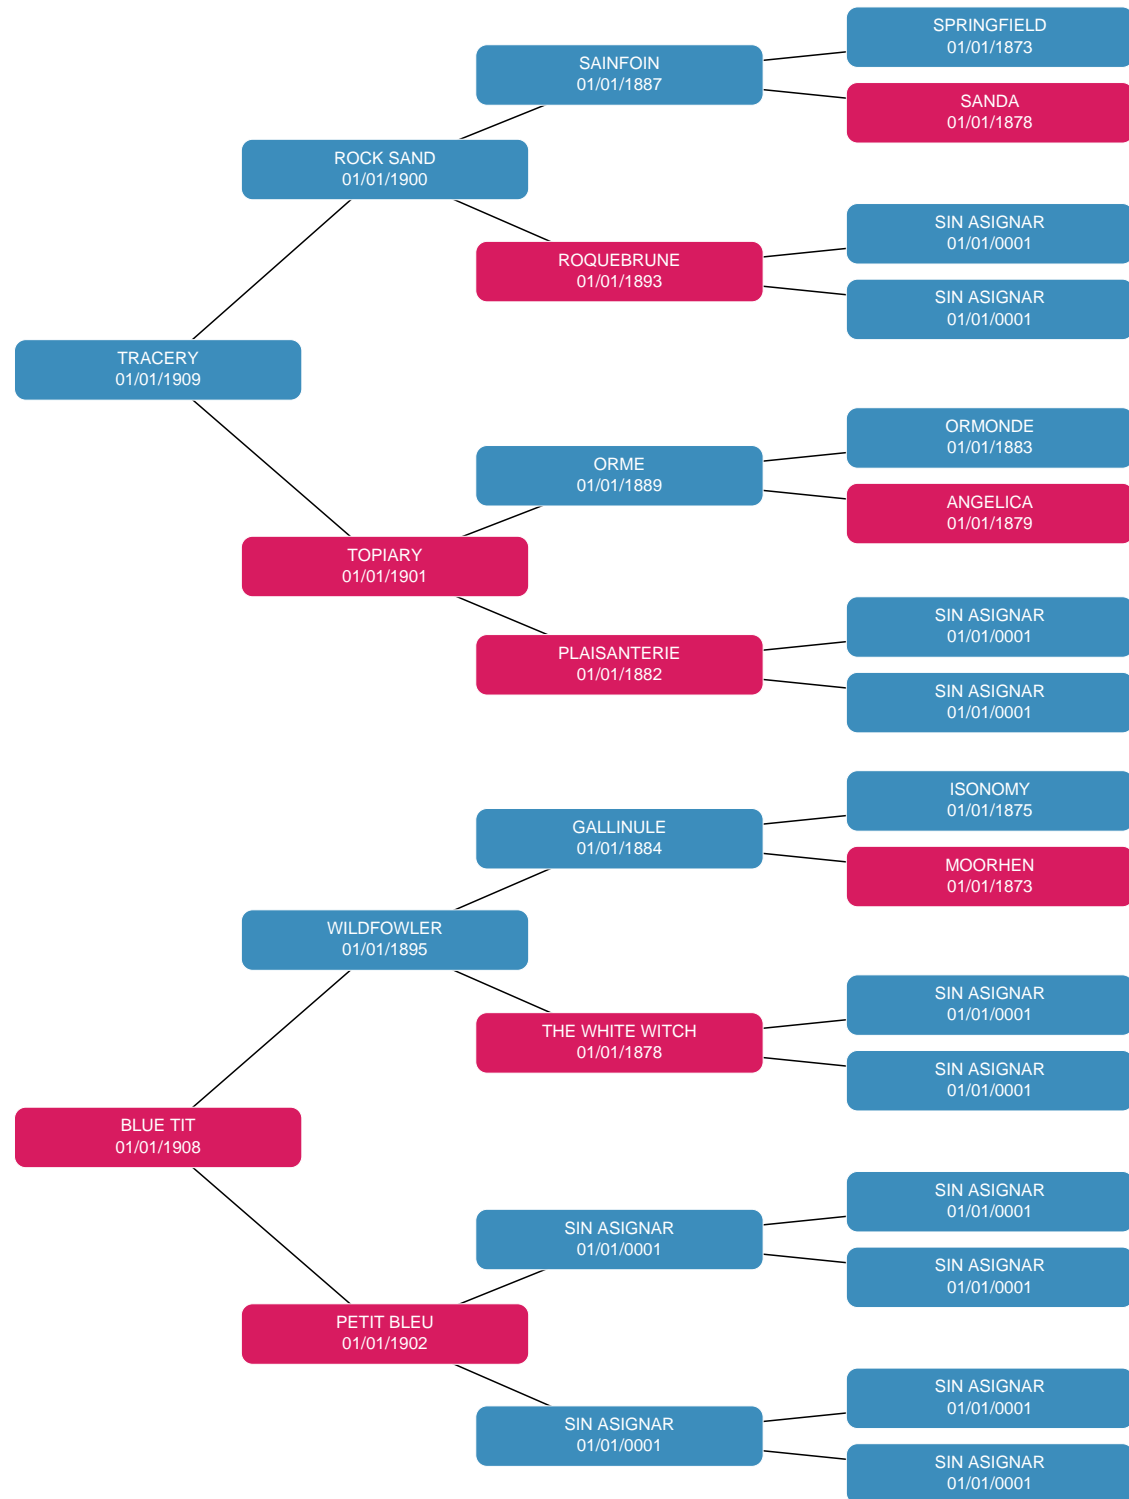 SPRINGFIELD
01/01/1873
SAINFOIN
01/01/1887
SANDA
01/01/1878
ROCK SAND
01/01/1900
SIN ASIGNAR
01/01/0001
ROQUEBRUNE
01/01/1893
SIN ASIGNAR
01/01/0001
TRACERY
01/01/1909
ORMONDE
01/01/1883
ORME
01/01/1889
ANGELICA
01/01/1879
TOPIARY
01/01/1901
SIN ASIGNAR
01/01/0001
PLAISANTERIE
01/01/1882
SIN ASIGNAR
01/01/0001
ISONOMY
01/01/1875
GALLINULE
01/01/1884
MOORHEN
01/01/1873
WILDFOWLER
01/01/1895
SIN ASIGNAR
01/01/0001
THE WHITE WITCH
01/01/1878
SIN ASIGNAR
01/01/0001
BLUE TIT
01/01/1908
SIN ASIGNAR
01/01/0001
SIN ASIGNAR
01/01/0001
SIN ASIGNAR
01/01/0001
PETIT BLEU
01/01/1902
SIN ASIGNAR
01/01/0001
SIN ASIGNAR
01/01/0001
SIN ASIGNAR
01/01/0001